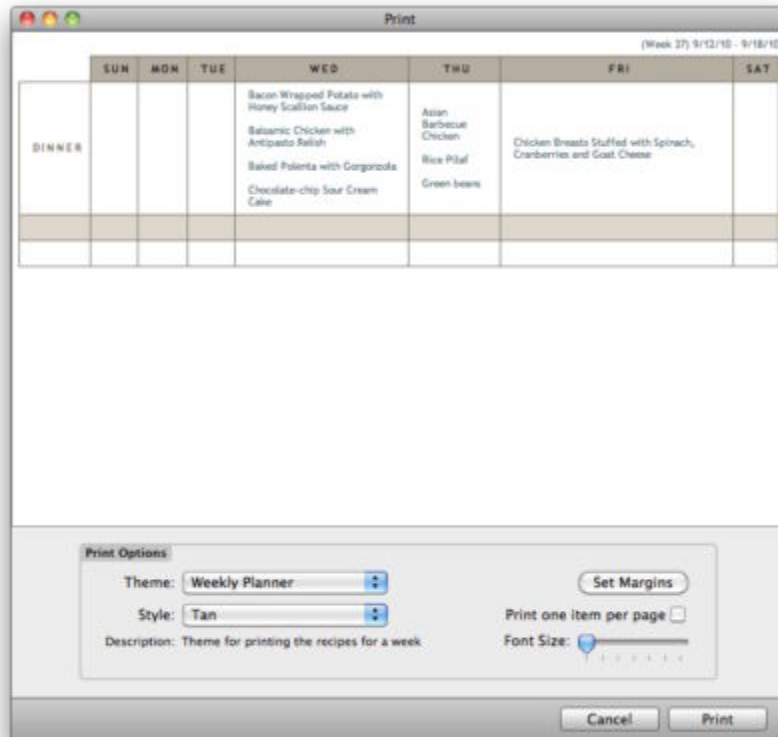 Print
(Week 37) 9/12/10 - 9/18/10
SUN MON TUE WED THU FRI SAT
DINNER
Bacon Wrapped Potato with
Honey Scallion Sauce
Balsamic Chicken with
Antipasto Relish
Baked Polenta with Gorgonzola
Chocolate-chip Sour Cream
Cake
Asian
Barbecue
Chicken
Rice Pilaf
Green beans
Chicken Breasts Stuffed with Spinach,
Cranberries and Goat Cheese
Print Options
Theme: Weekly Planner
Set Margins
Style: Tan
Print one item per page
Description: Theme for printing the recipes for a week
Font Size:
Cancel Print